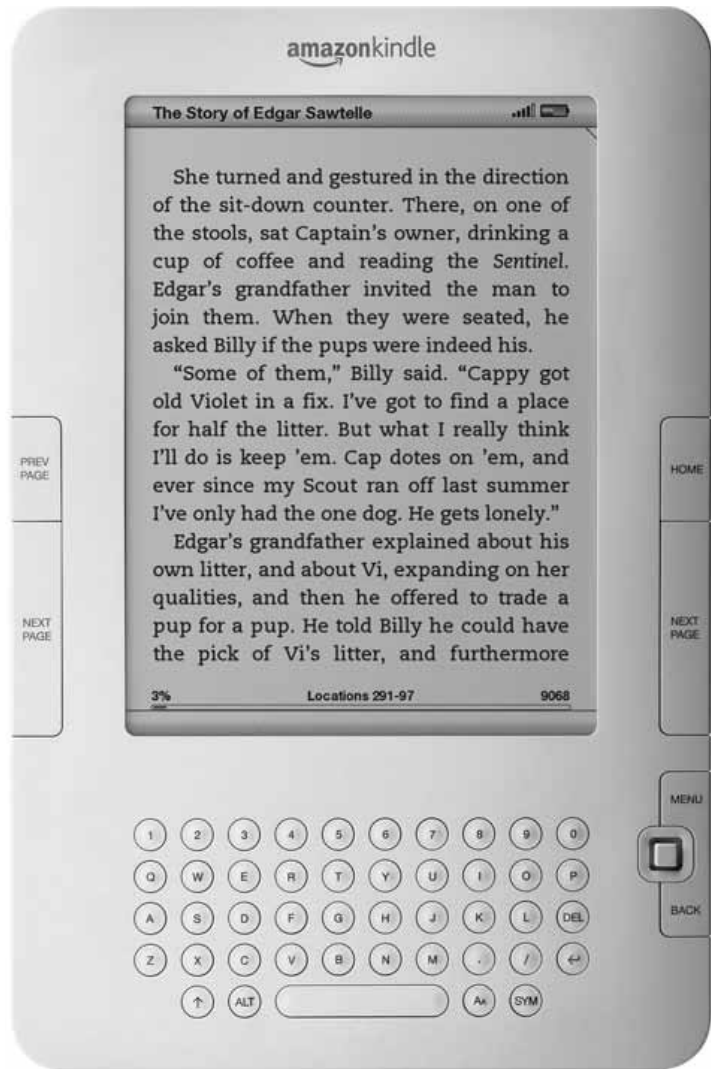 amazonkindle
The Story of Edgar Sawtelle
She turned and gestured in the direction
of the sit-down counter. There, on one of
the stools, sat Captain's owner, drinking a
cup of coffee and reading the Sentinel.
Edgar's grandfather invited the man to
join them. When they were seated, he
asked Billy if the pups were indeed his.
“Some of them,” Billy said. “Cappy got
old Violet in a fix. I've got to find a place
for half the litter. But what I really think
I'll do is keep ’em. Cap dotes on ’em, and
ever since my Scout ran off last summer
I've only had the one dog. He gets lonely.”
Edgar's grandfather explained about his
own litter, and about Vi, expanding on her
qualities, and then he offered to trade a
pup for a pup. He told Billy he could have
the pick of Vi's litter, and furthermore
3% Locations 291-97 9068
PREV
PAGE
NEXT
PAGE
HOME
NEXT
PAGE
MENU
BACK
1 2 3 4 5 6 7 8 9 0
Q W E R T Y U I O P
A S D F G H J K L DEL
Z X C V B N M . / ↵
↑ ALT AA SYM